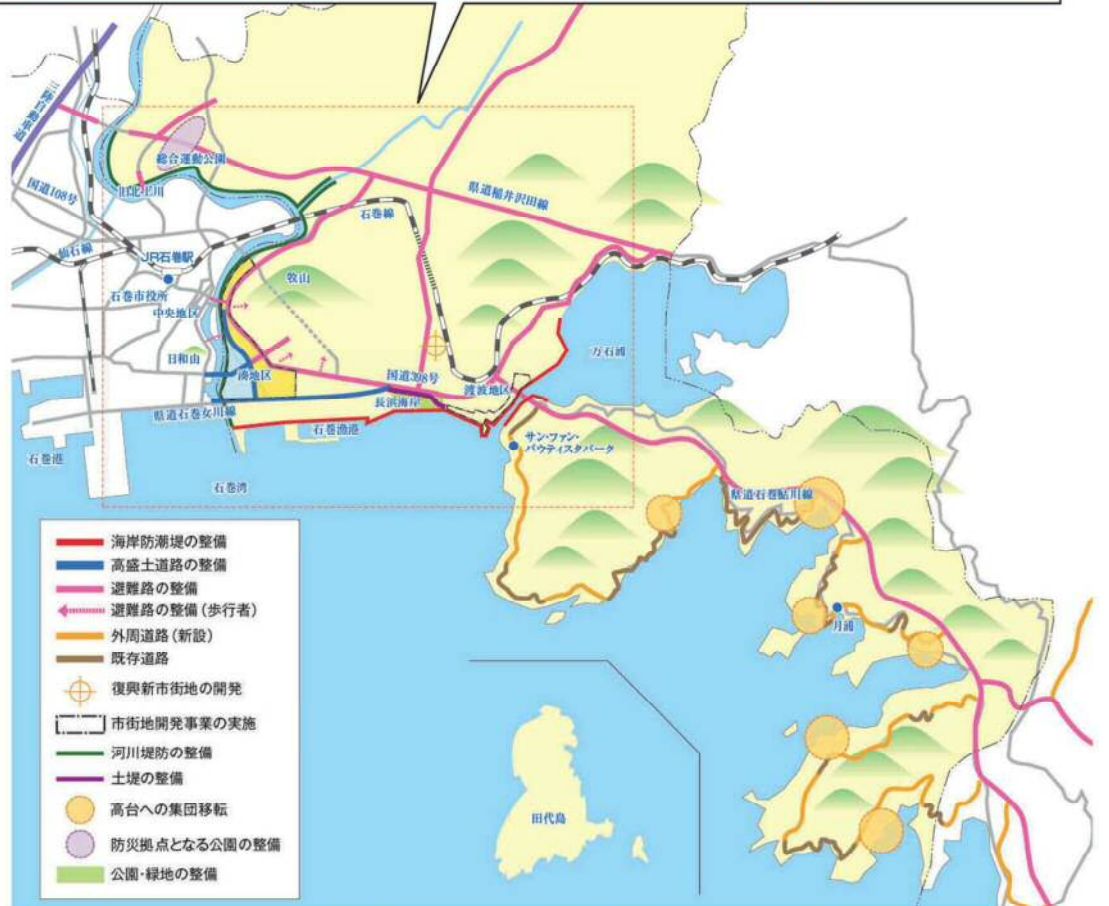 三陸自動車道
総合運動公園
国道108号
旧北上川
県道稲井沢田線
石巻線
仙石線
JR石巻駅
石巻市役所
中央地区
牧山
日和山
湊地区
国道398号
渡波地区
万石浦
長浜海岸
県道石巻女川線
石巻漁港
石巻港
石巻湾
サン・ファン・
バウティスタパーク
県道石巻鮎川線
月浦
田代島
海岸防潮堤の整備
高盛土道路の整備
避難路の整備
避難路の整備（歩行者）
外周道路（新設）
既存道路
復興新市街地の開発
市街地開発事業の実施
河川堤防の整備
土堤の整備
高台への集団移転
防災拠点となる公園の整備
公園・緑地の整備